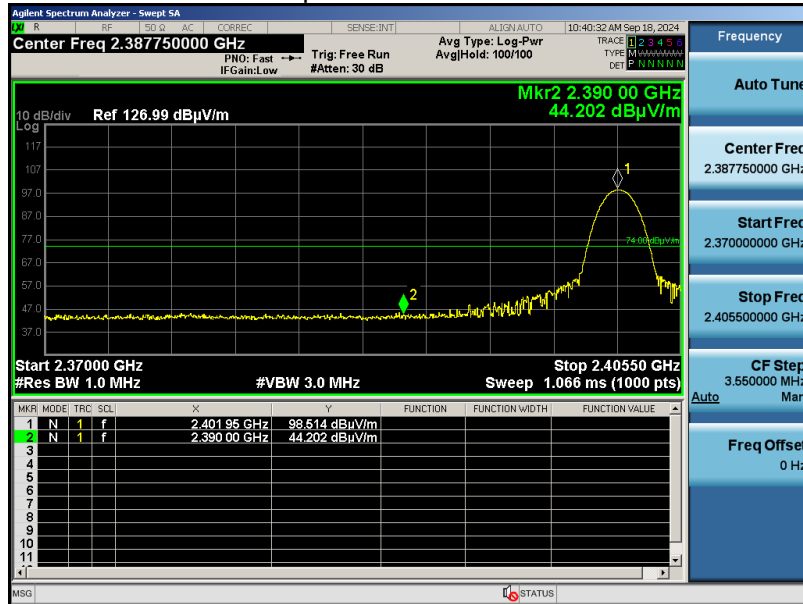 Agilent Spectrum Analyzer - Swept SA
LXI R RF 50 Ω AC CORREC SENSE:INT ALIGN AUTO 10:40:32 AM Sep 18, 2024
Center Freq 2.387750000 GHz
PNO: Fast
IFGain:Low
Trig: Free Run
#Atten: 30 dB
Avg Type: Log-Pwr
Avg|Hold: 100/100
TRACE 1 2 3 4 5 6
TYPE M
DET P N N N N N
Mkr2 2.390 00 GHz
44.202 dBµV/m
10 dB/div Ref 126.99 dBµV/m
Log
117
107
97.0
87.0
77.0
67.0
57.0
47.0
37.0
1
2
74.00 dBµV/m
Start 2.37000 GHz Stop 2.40550 GHz
#Res BW 1.0 MHz #VBW 3.0 MHz Sweep 1.066 ms (1000 pts)
MKR MODE TRC SCL X Y FUNCTION FUNCTION WIDTH FUNCTION VALUE
1 N 1 f 2.401 95 GHz 98.514 dBµV/m
2 N 1 f 2.390 00 GHz 44.202 dBµV/m
3
4
5
6
7
8
9
10
11
MSG STATUS
Frequency
Auto Tune
Center Freq
2.387750000 GHz
Start Freq
2.370000000 GHz
Stop Freq
2.405500000 GHz
CF Step
3.550000 MHz
Auto Man
Freq Offset
0 Hz